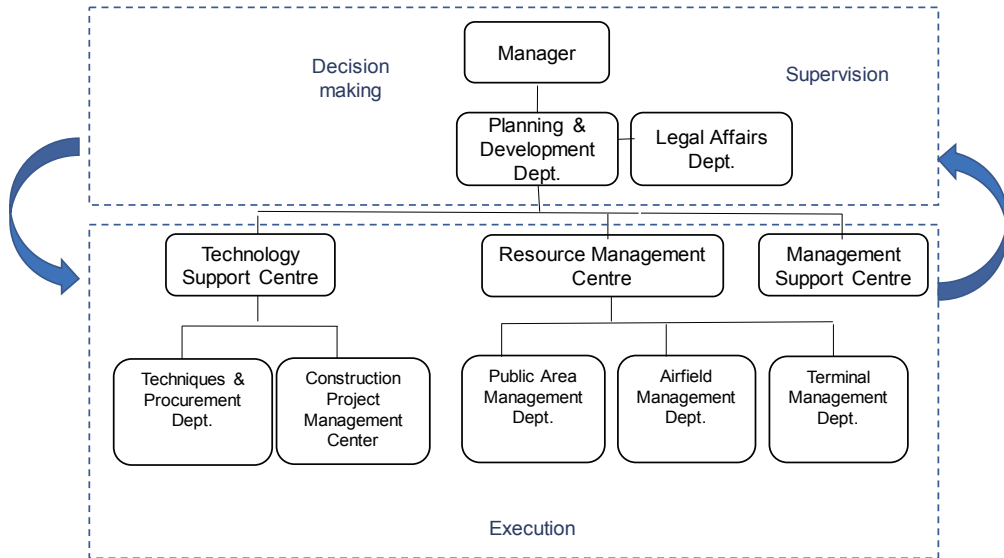 Manager
Decision
making
Supervision
Planning &
Development
Dept.
Legal Affairs
Dept.
Technology
Support Centre
Resource Management
Centre
Management
Support Centre
Techniques &
Procurement
Dept.
Construction
Project
Management
Center
Public Area
Management
Dept.
Airfield
Management
Dept.
Terminal
Management
Dept.
Execution